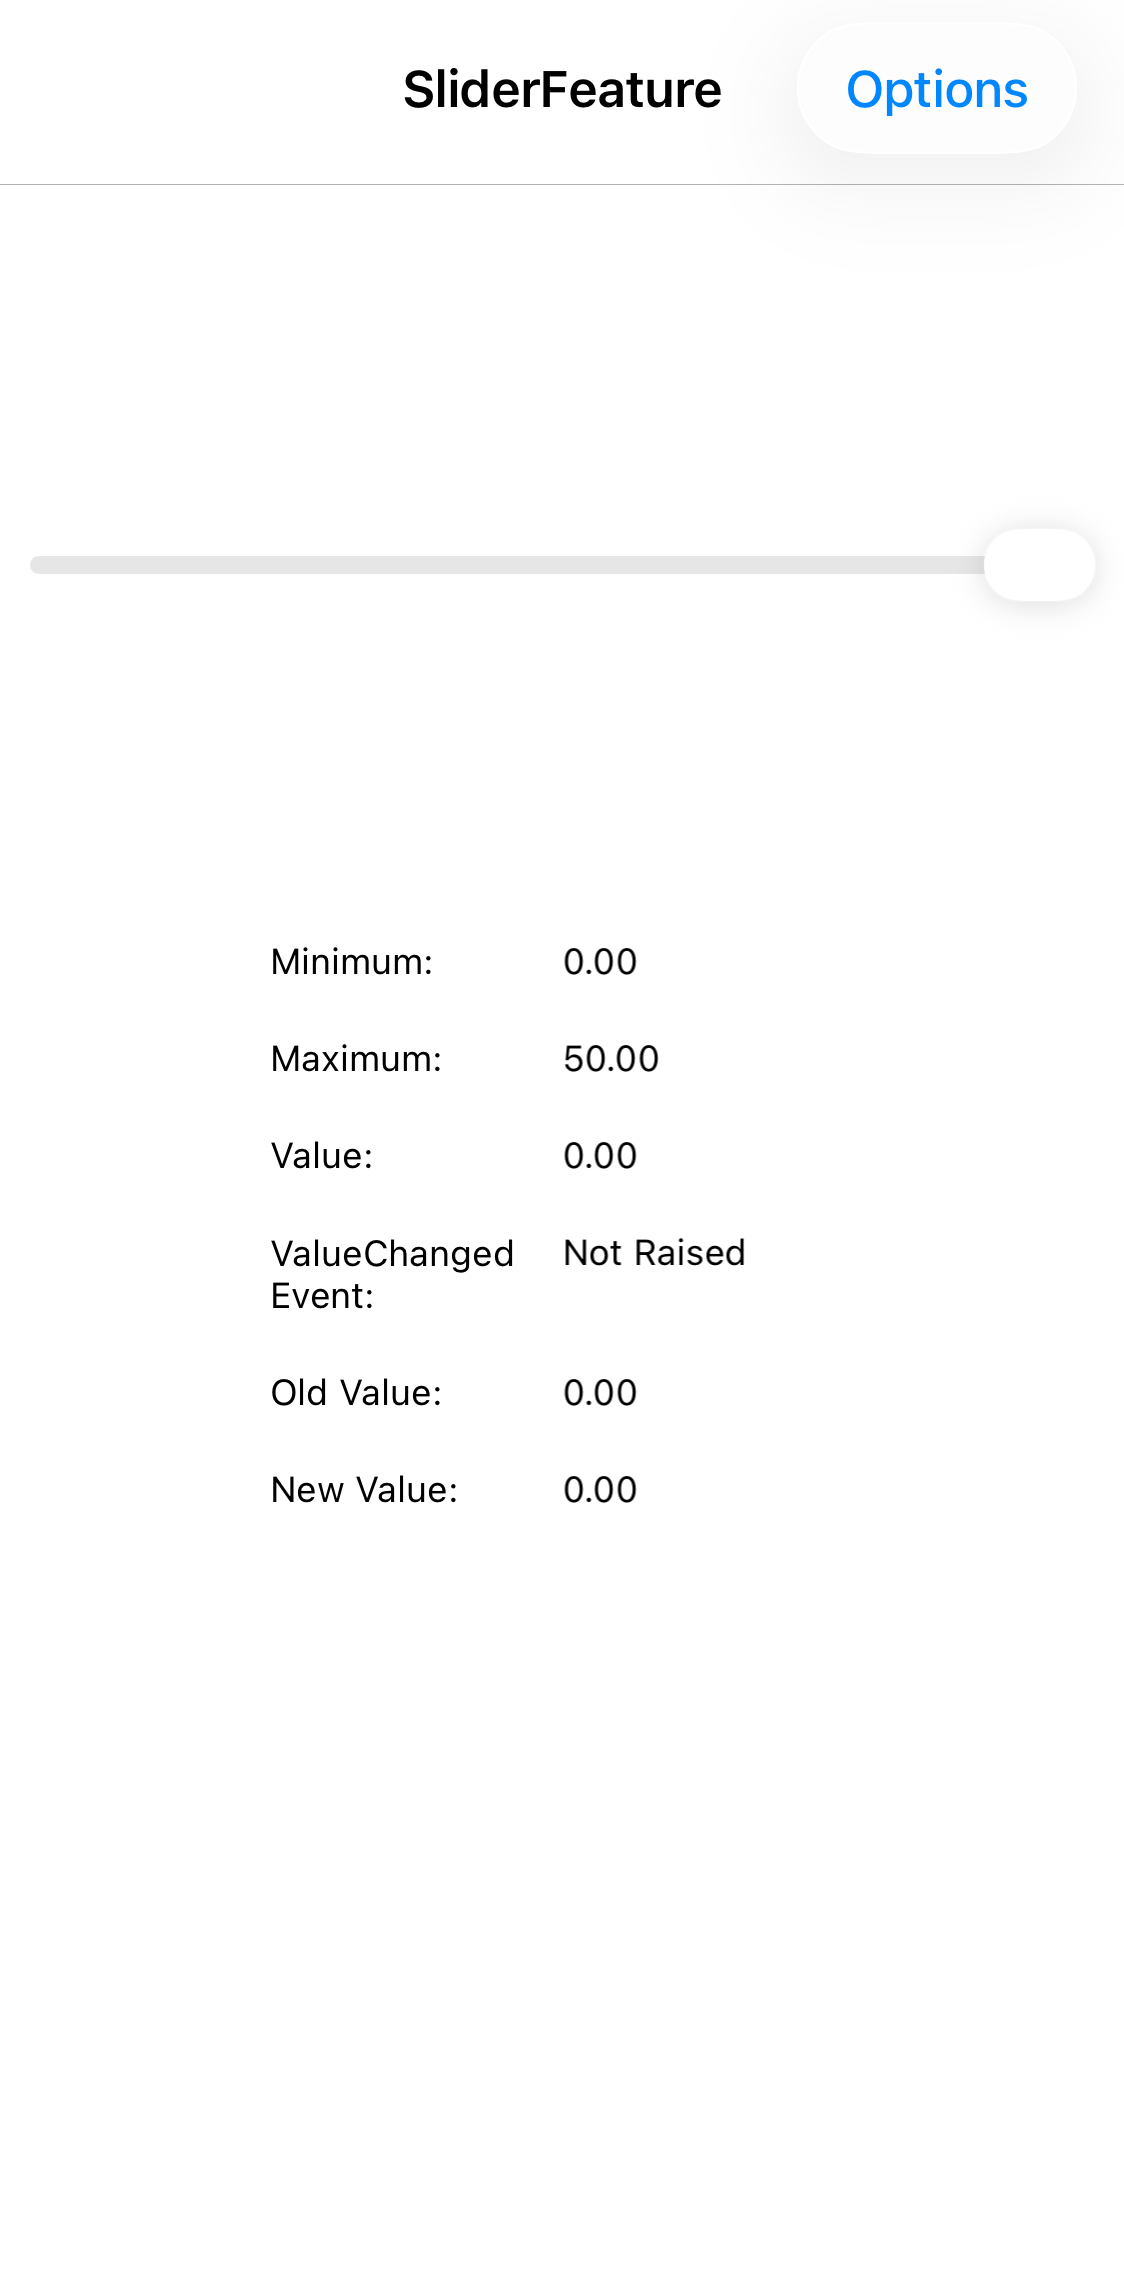 SliderFeature
Options
Minimum: 0.00
Maximum: 50.00
Value: 0.00
ValueChanged Not Raised
Event:
Old Value: 0.00
New Value: 0.00